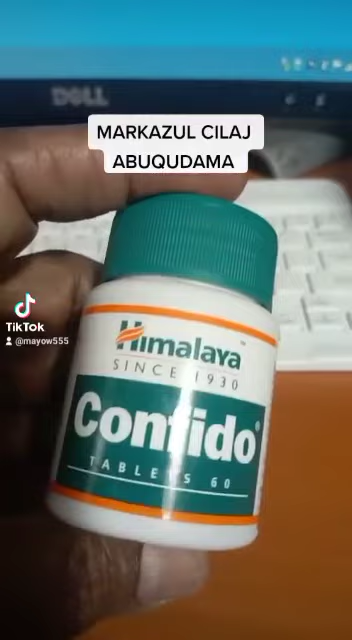 DELL
MARKAZUL CILAJ
ABUQUDAMA
Himalaya
SINCE 1930
Confido
TABLETS 60
TikTok
@mayow555